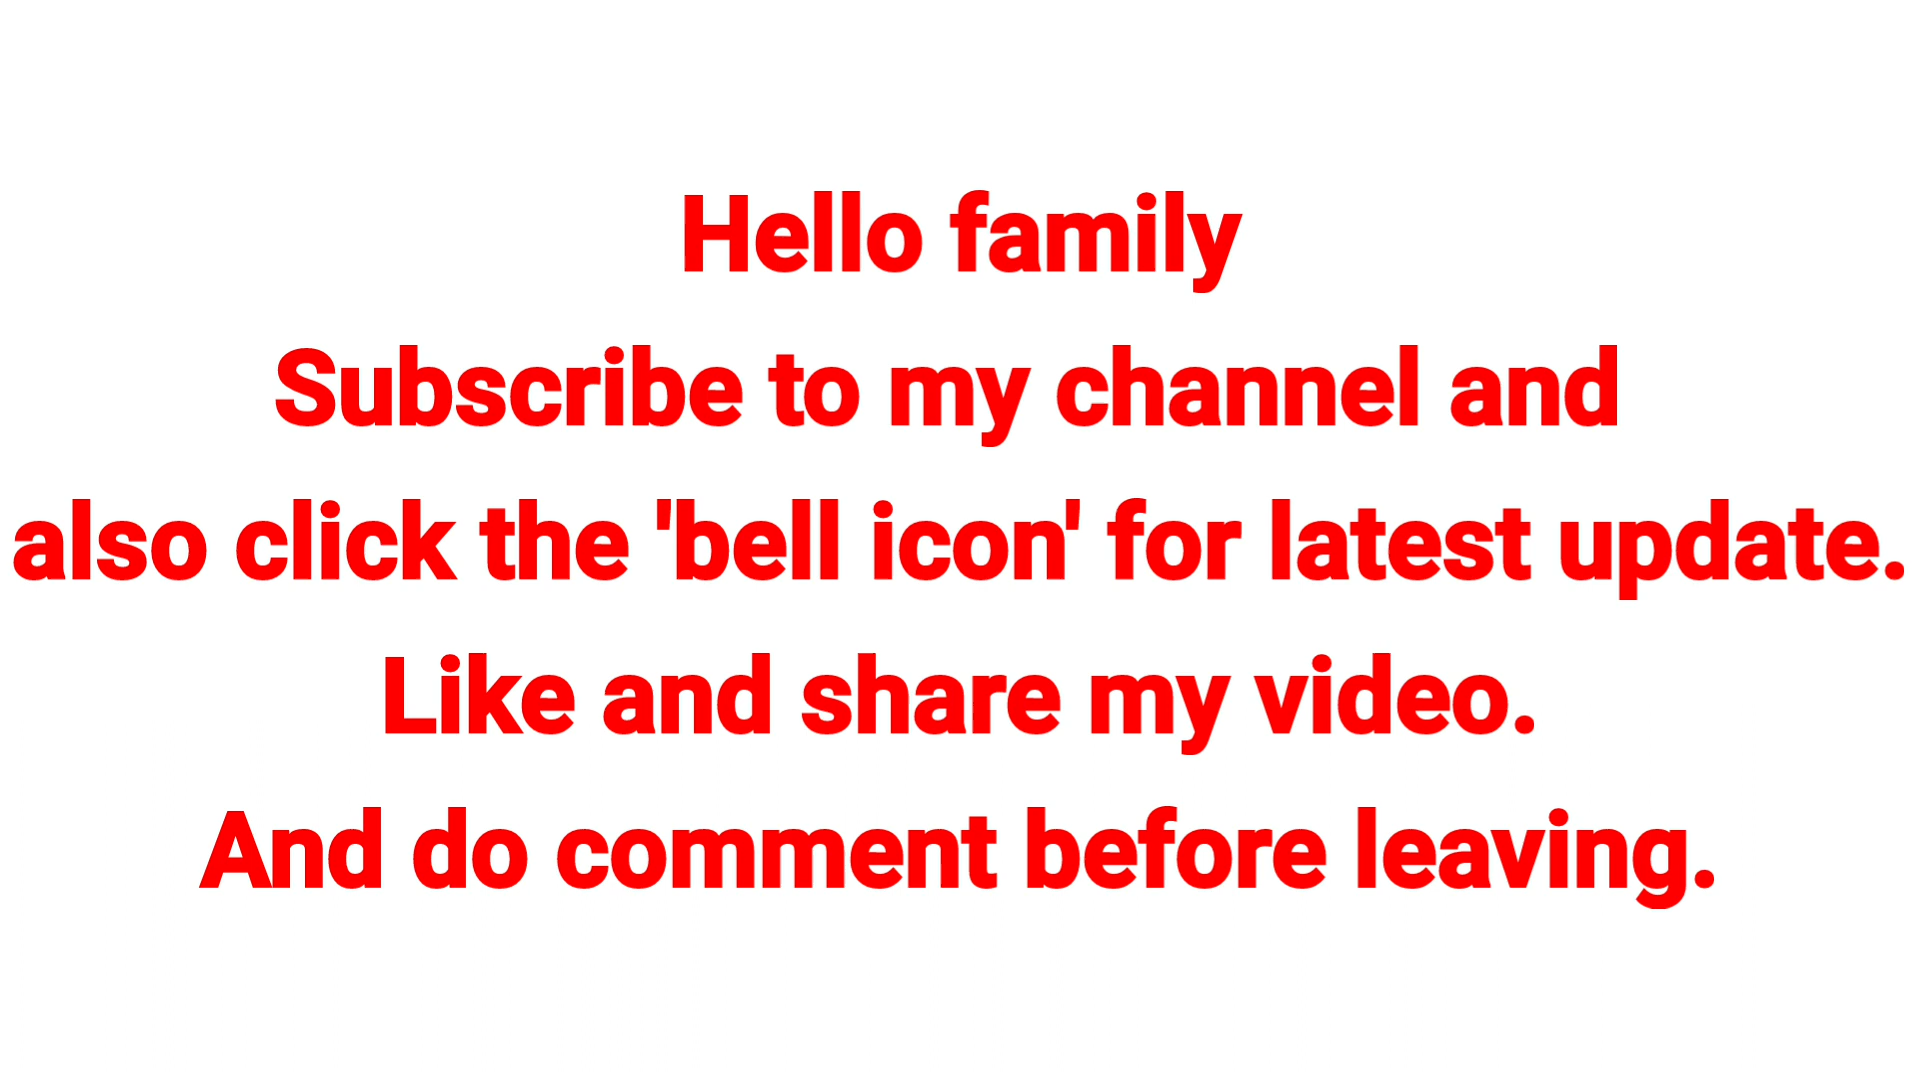 Hello family
Subscribe to my channel and
also click the 'bell icon' for latest update.
Like and share my video.
And do comment before leaving.